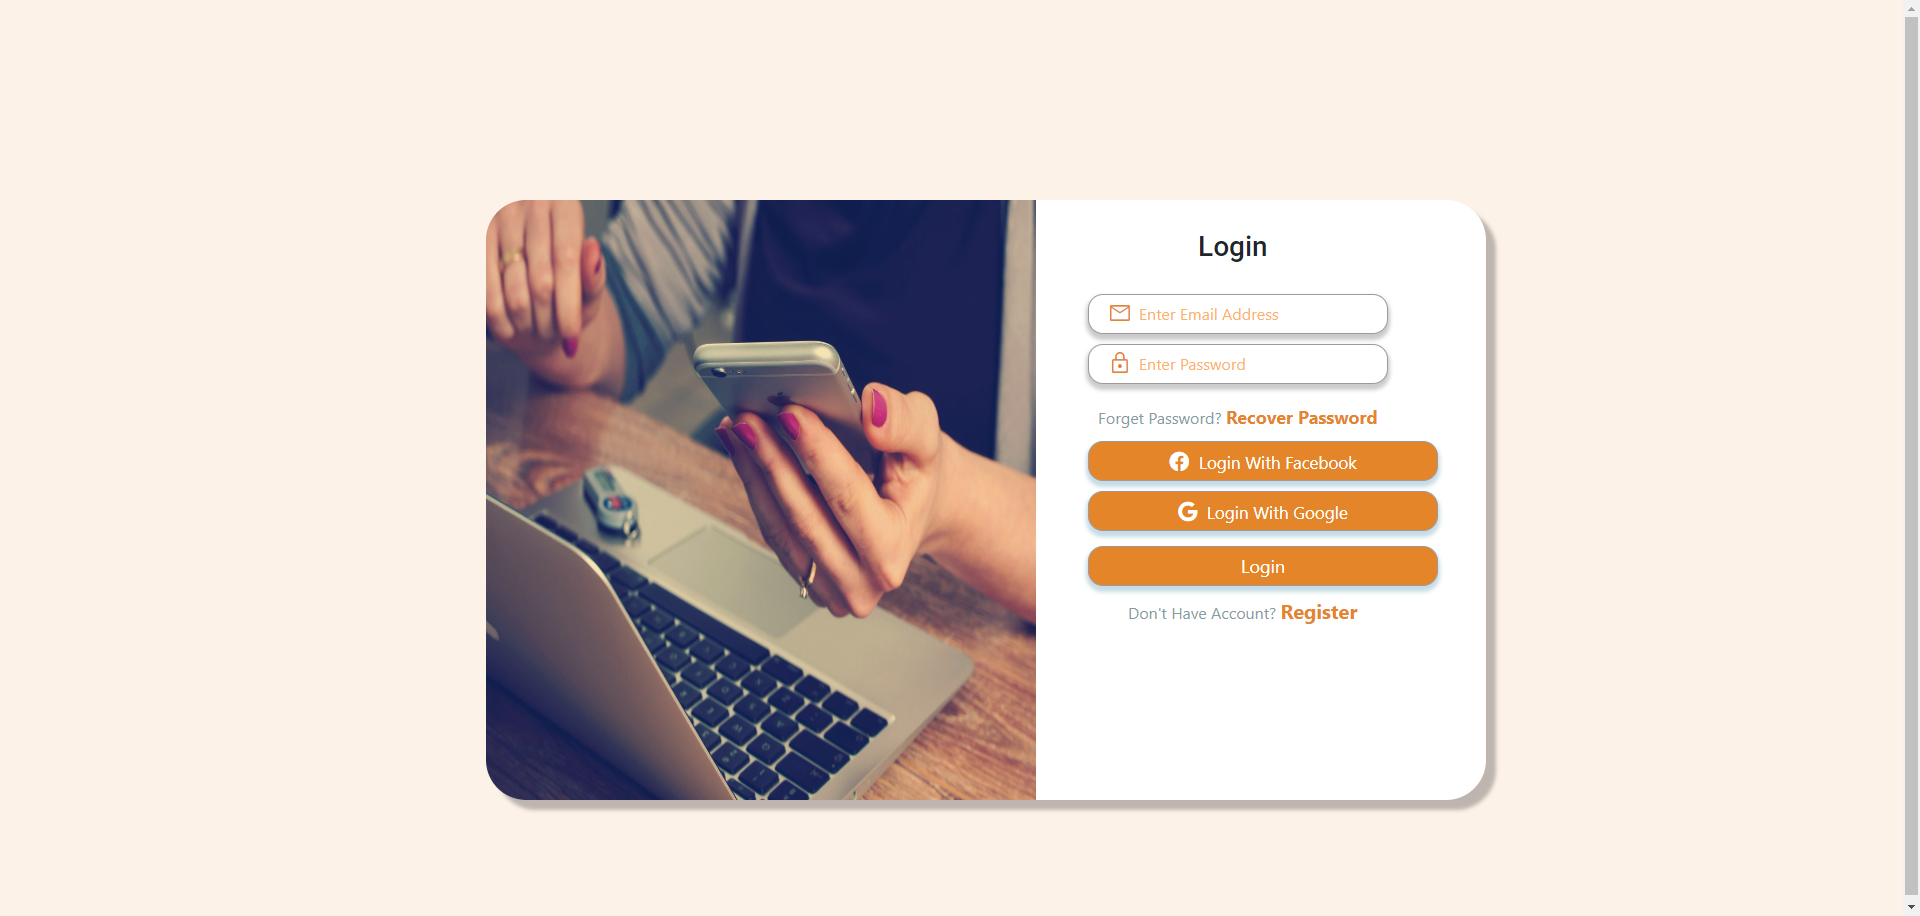 Login
Enter Email Address
Enter Password
Forget Password? Recover Password
Login With Facebook
Login With Google
Login
Don't Have Account? Register